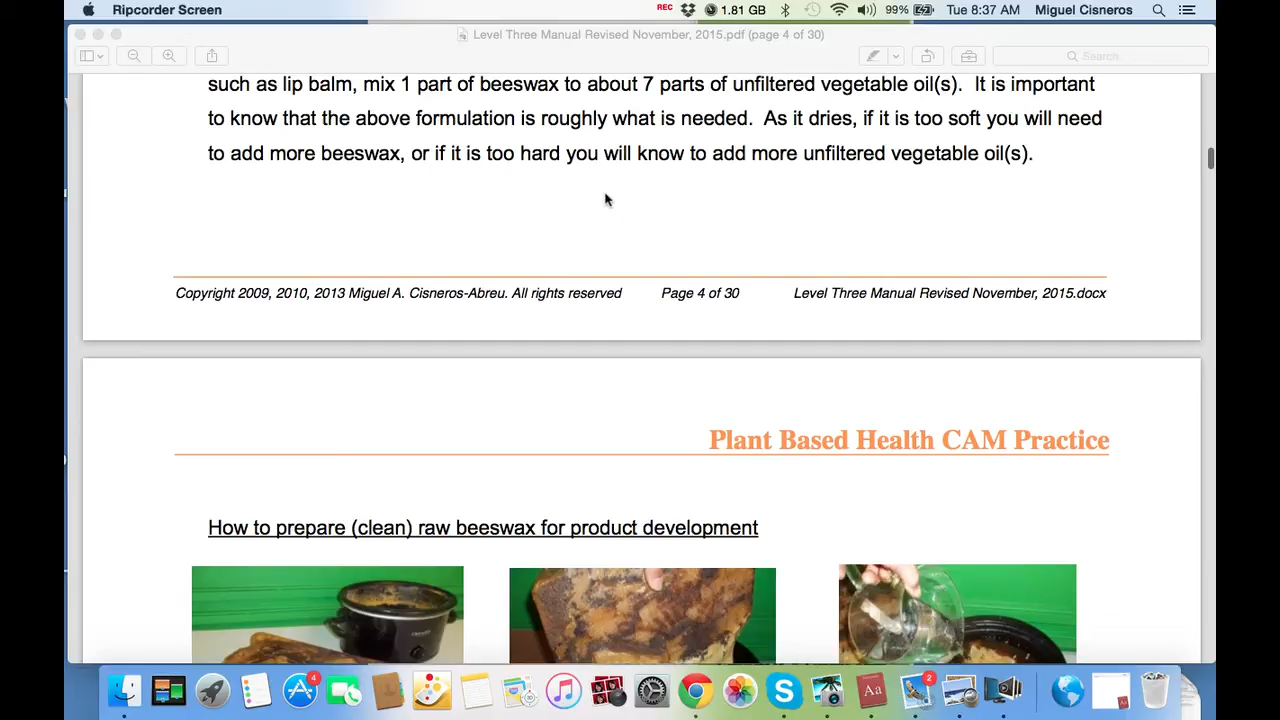 Ripcorder Screen
REC
1.81 GB
99%
Tue 8:37 AM
Miguel Cisneros
Level Three Manual Revised November, 2015.pdf (page 4 of 30)
Search
such as lip balm, mix 1 part of beeswax to about 7 parts of unfiltered vegetable oil(s).  It is important
to know that the above formulation is roughly what is needed.  As it dries, if it is too soft you will need
to add more beeswax, or if it is too hard you will know to add more unfiltered vegetable oil(s).
Copyright 2009, 2010, 2013 Miguel A. Cisneros-Abreu. All rights reserved
Page 4 of 30
Level Three Manual Revised November, 2015.docx
Plant Based Health CAM Practice
How to prepare (clean) raw beeswax for product development
4
Aa
2